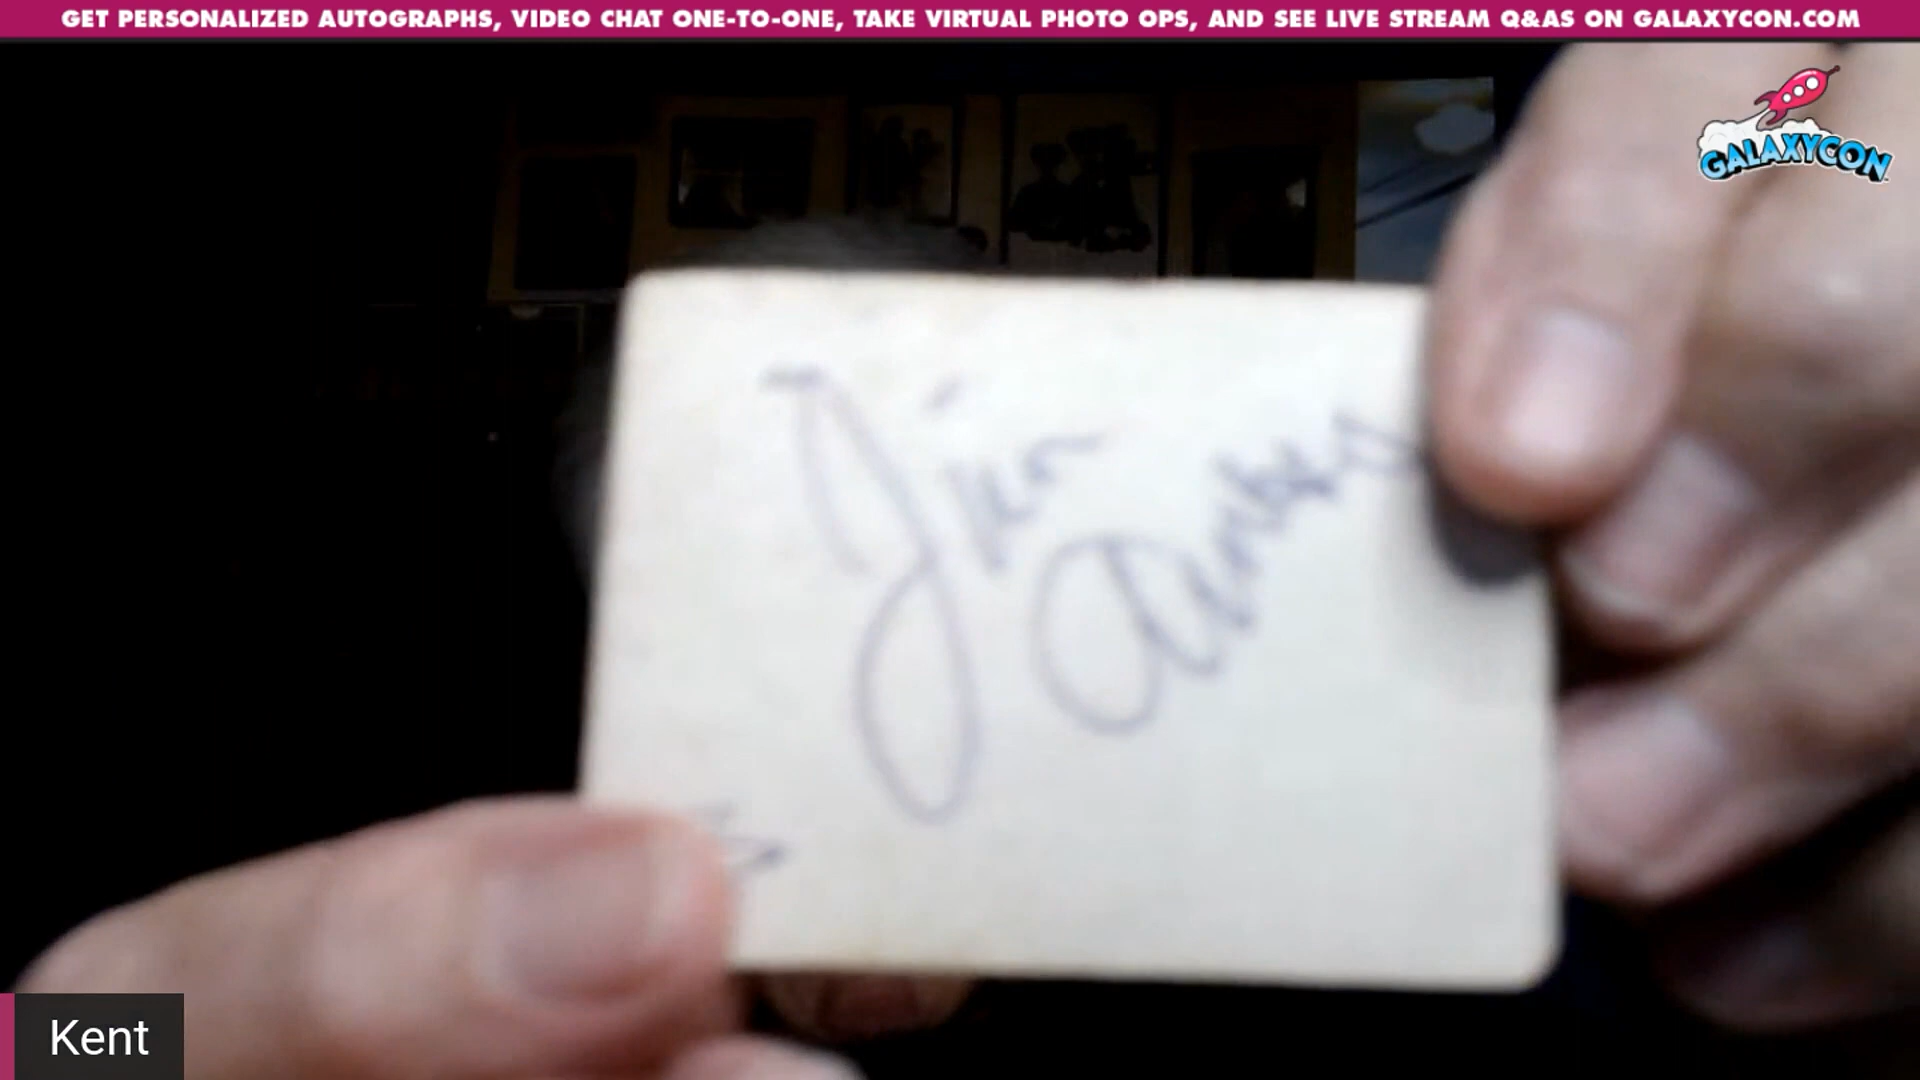 GET PERSONALIZED AUTOGRAPHS, VIDEO CHAT ONE-TO-ONE, TAKE VIRTUAL PHOTO OPS, AND SEE LIVE STREAM Q&AS ON GALAXYCON.COM
GALAXYCON
Jim
Kent